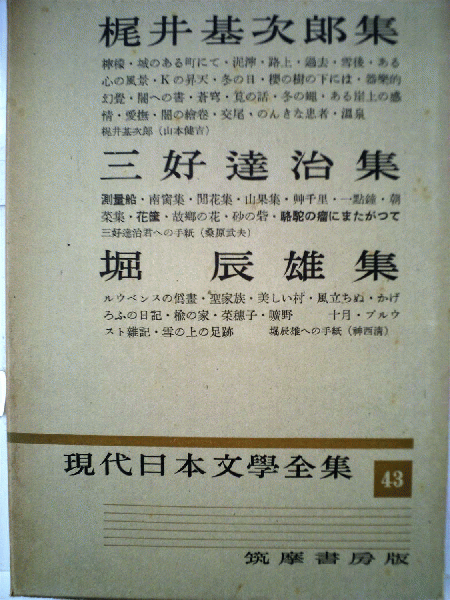 梶井基次郎集
檸檬・城のある町にて・泥濘・路上・過去・雪後・ある
心の風景・Kの昇天・冬の日・櫻の樹の下には・器樂的
幻覺・闇への書・蒼穹・筧の話・冬の蠅・ある崖上の感
情・愛撫・闇の繪卷・交尾・のんきな患者・溫泉
梶井基次郎（山本健吉）
三好達治集
測量船・南窗集・閒花集・山果集・艸千里・一點鐘・朝
菜集・花筐・故鄕の花・砂の砦・駱駝の瘤にまたがつて
三好達治君への手紙（桑原武夫）
堀辰雄集
ルウベンスの僞畫・聖家族・美しい村・風立ちぬ・かげ
ろふの日記・楡の家・菜穗子・曠野 十月・プルウ
スト雜記・雪の上の足跡 堀辰雄への手紙（神西淸）
現代日本文學全集 43
筑摩書房版